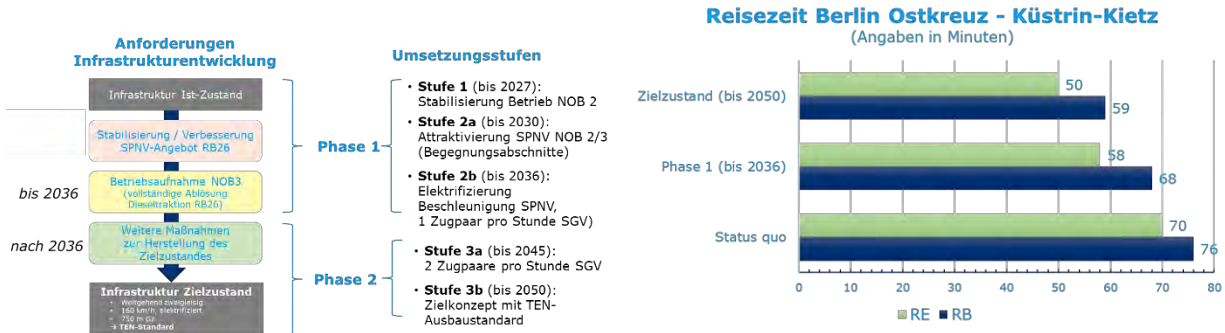 Anforderungen
Infrastrukturentwicklung
Infrastruktur Ist-Zustand
Stabilisierung / Verbesserung
SPNV-Angebot RB26
bis 2036
Betriebsaufnahme NOB3
(vollständige Ablösung
Dieseltraktion RB26)
nach 2036
Weitere Maßnahmen
zur Herstellung des
Zielzustandes
Infrastruktur Zielzustand
• Weitgehend zweigleisig
• 160 km/h, elektrifiziert
• 750 m Gz
→ TEN-Standard
Phase 1
Phase 2
Umsetzungsstufen
• Stufe 1 (bis 2027):
Stabilisierung Betrieb NOB 2
• Stufe 2a (bis 2030):
Attraktivierung SPNV NOB 2/3
(Begegnungsabschnitte)
• Stufe 2b (bis 2036):
Elektrifizierung
Beschleunigung SPNV,
1 Zugpaar pro Stunde SGV)
• Stufe 3a (bis 2045):
2 Zugpaare pro Stunde SGV
• Stufe 3b (bis 2050):
Zielkonzept mit TEN-
Ausbaustandard
Reisezeit Berlin Ostkreuz - Küstrin-Kietz
(Angaben in Minuten)
Zielzustand (bis 2050)
50
59
Phase 1 (bis 2036)
58
68
Status quo
70
76
0 10 20 30 40 50 60 70 80
RE RB